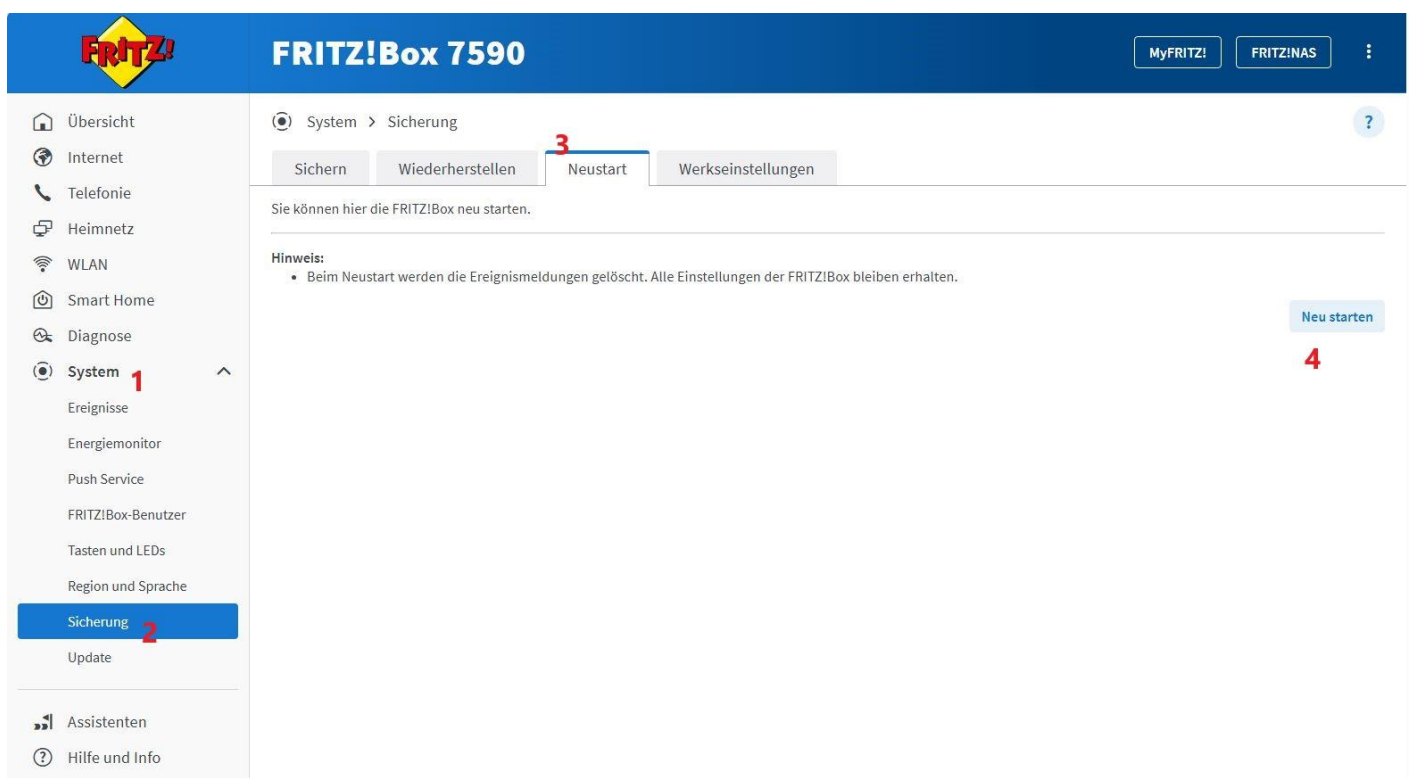 FRITZ!
FRITZ!Box 7590
MyFRITZ!
FRITZ!NAS
Übersicht
Internet
Telefonie
Heimnetz
WLAN
Smart Home
Diagnose
System 1
Ereignisse
Energiemonitor
Push Service
FRITZ!Box-Benutzer
Tasten und LEDs
Region und Sprache
Sicherung 2
Update
Assistenten
Hilfe und Info
System > Sicherung
?
3
Sichern Wiederherstellen Neustart Werkseinstellungen
Sie können hier die FRITZ!Box neu starten.
Hinweis:
• Beim Neustart werden die Ereignismeldungen gelöscht. Alle Einstellungen der FRITZ!Box bleiben erhalten.
Neu starten
4